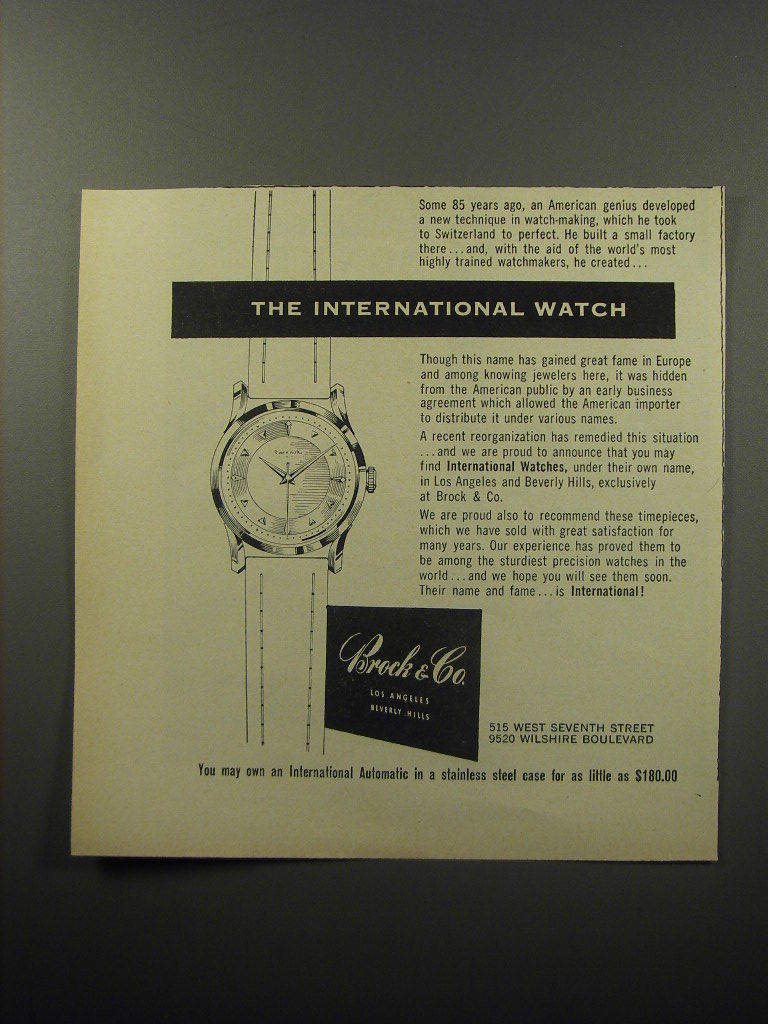 Some 85 years ago, an American genius developed
a new technique in watch-making, which he took
to Switzerland to perfect. He built a small factory
there...and, with the aid of the world's most
highly trained watchmakers, he created...
THE INTERNATIONAL WATCH
Though this name has gained great fame in Europe
and among knowing jewelers here, it was hidden
from the American public by an early business
agreement which allowed the American importer
to distribute it under various names.
A recent reorganization has remedied this situation
...and we are proud to announce that you may
find International Watches, under their own name,
in Los Angeles and Beverly Hills, exclusively
at Brock & Co.
We are proud also to recommend these timepieces,
which we have sold with great satisfaction for
many years. Our experience has proved them to
be among the sturdiest precision watches in the
world...and we hope you will see them soon.
Their name and fame...is International!
Brock & Co.
LOS ANGELES
BEVERLY HILLS
515 WEST SEVENTH STREET
9520 WILSHIRE BOULEVARD
You may own an International Automatic in a stainless steel case for as little as $180.00